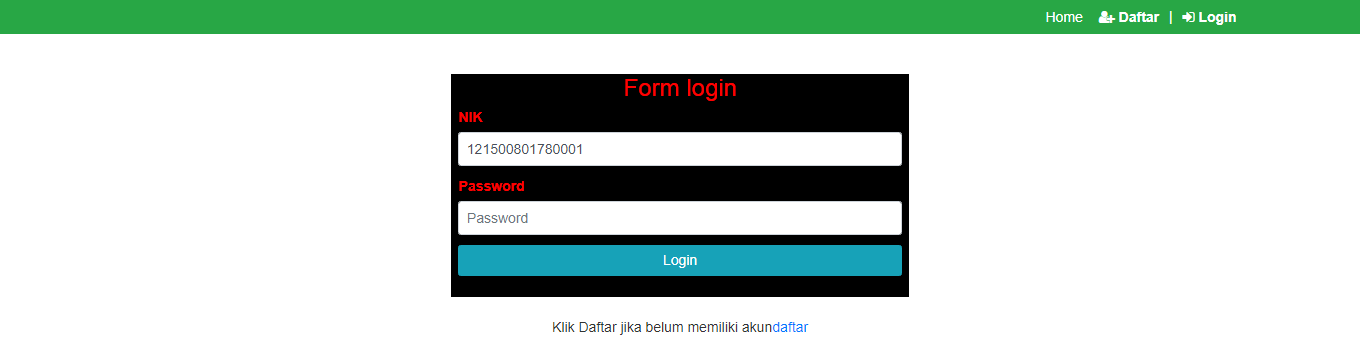 Home Daftar | Login
Form login
NIK
121500801780001
Password
Password
Login
Klik Daftar jika belum memiliki akundaftar